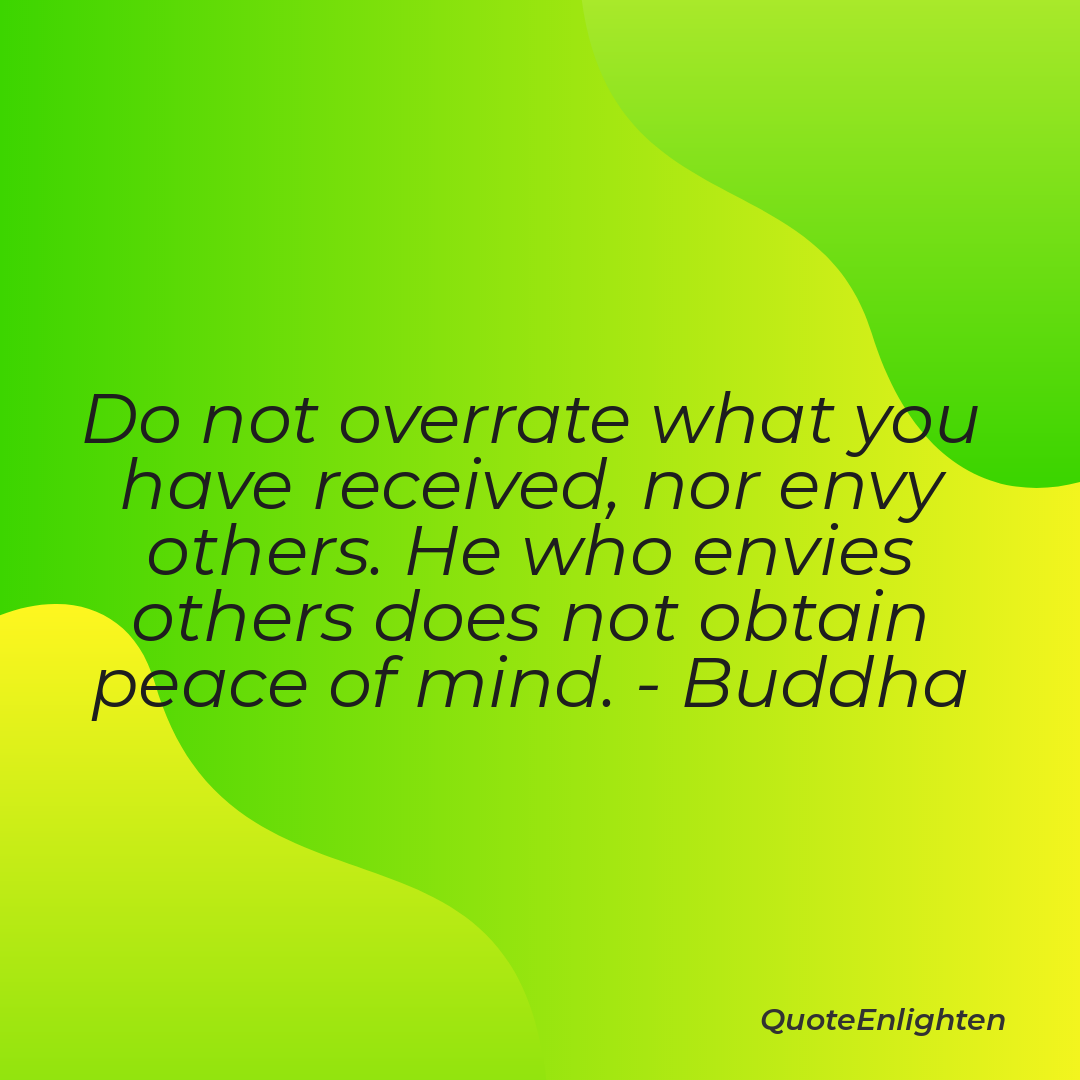 Do not overrate what you
have received, nor envy
others. He who envies
others does not obtain
peace of mind. - Buddha
QuoteEnlighten